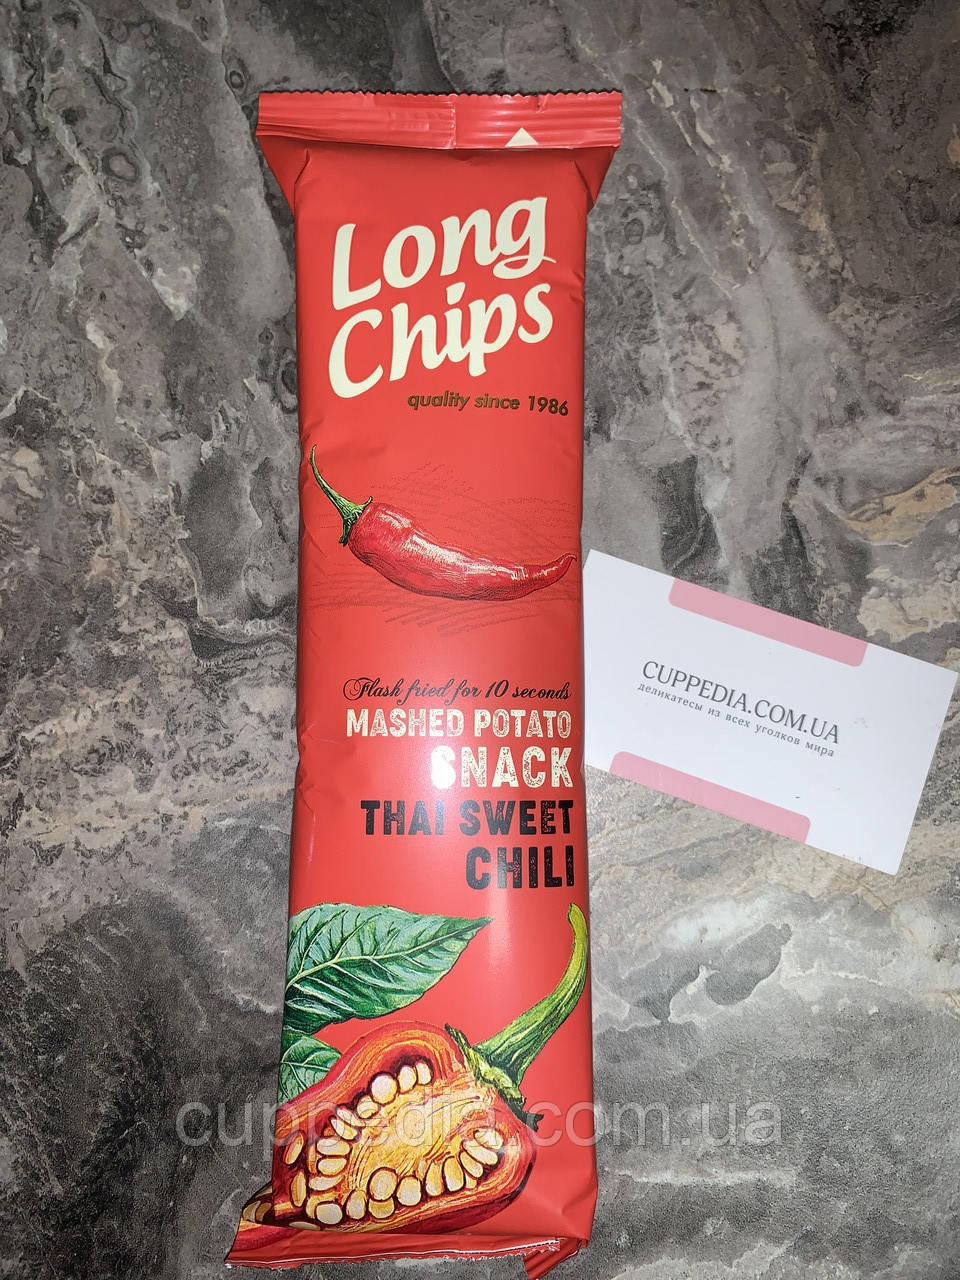 Long
Chips
quality since 1986
Flash fried for 10 seconds
MASHED POTATO
SNACK
THAI SWEET
CHILI
CUPPEDIA.COM.UA
деликатесы из всех уголков мира
cuppedia.com.ua